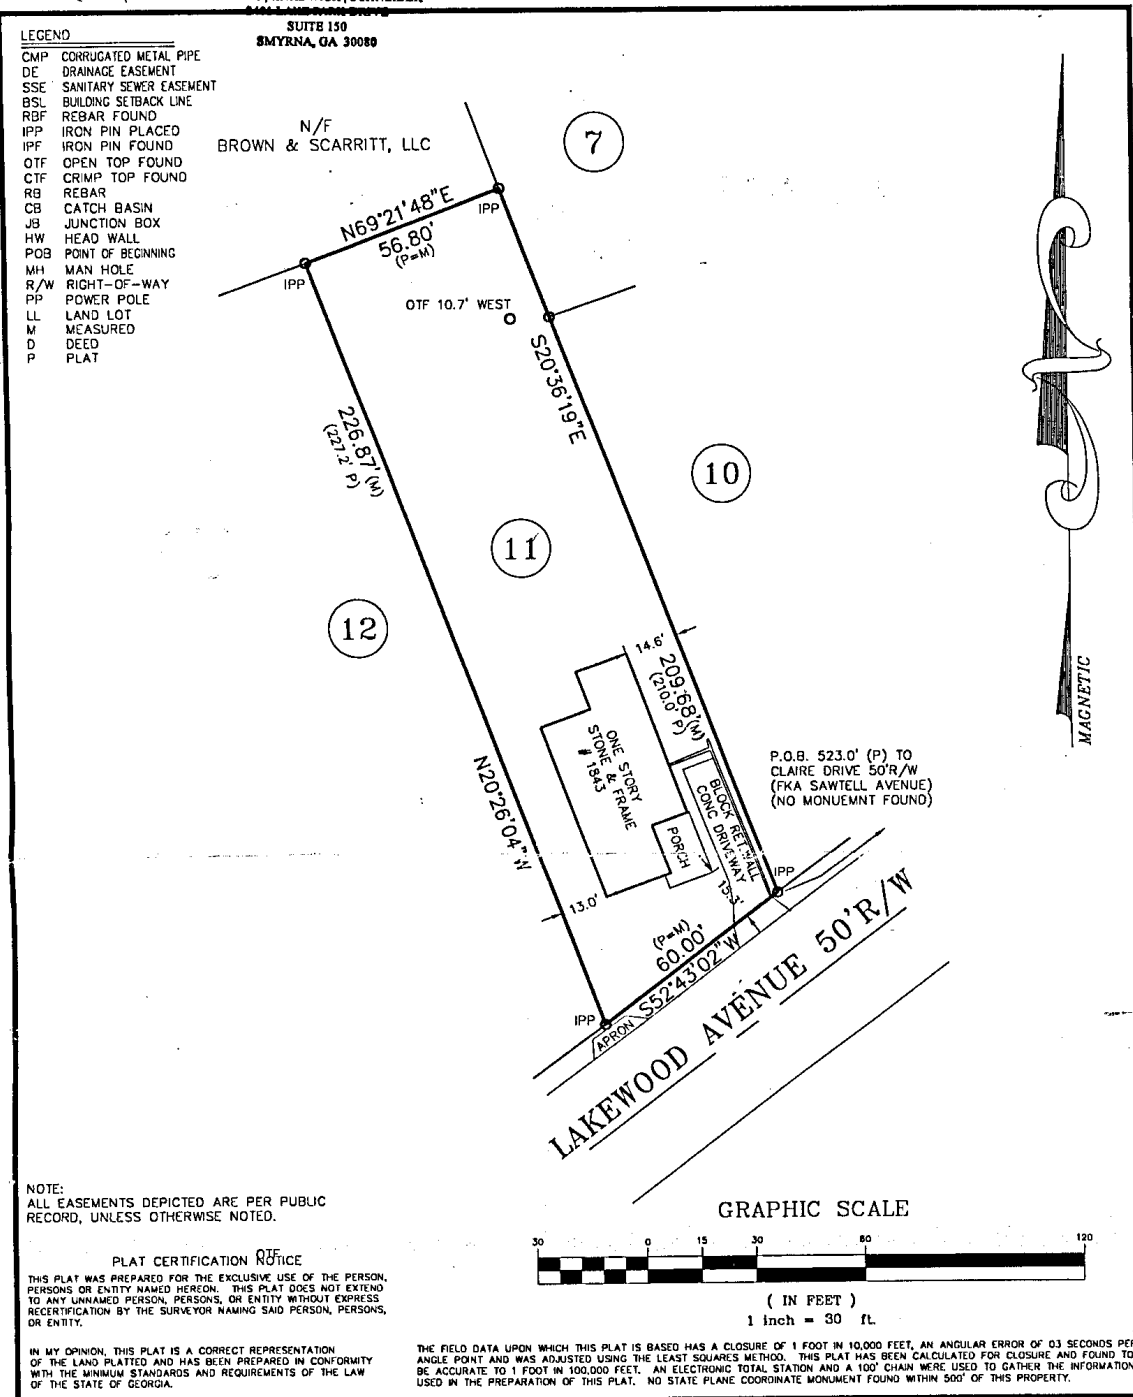 SUITE 150
SMYRNA, GA 30080
LEGEND
CMP CORRUGATED METAL PIPE
DE DRAINAGE EASEMENT
SSE SANITARY SEWER EASEMENT
BSL BUILDING SETBACK LINE
RBF REBAR FOUND
IPP IRON PIN PLACED
IPF IRON PIN FOUND
OTF OPEN TOP FOUND
CTF CRIMP TOP FOUND
RB REBAR
CB CATCH BASIN
JB JUNCTION BOX
HW HEAD WALL
POB POINT OF BEGINNING
MH MAN HOLE
R/W RIGHT-OF-WAY
PP POWER POLE
LL LAND LOT
M MEASURED
D DEED
P PLAT
N/F
BROWN & SCARRITT, LLC
7
N69°21'48"E
56.80'
(P=M)
IPP
IPP
OTF 10.7' WEST
S20°36'19"E
226.87' (M)
(227.2' P)
10
11
12
14.6'
209.68' (M)
(210.0' P)
MAGNETIC
ONE STORY
STONE & FRAME
# 1843
N20°26'04"W
PORCH
BLOCK RET.WALL
CONC DRIVEWAY
P.O.B. 523.0' (P) TO
CLAIRE DRIVE 50'R/W
(FKA SAWTELL AVENUE)
(NO MONUEMNT FOUND)
IPP
15.3'
13.0'
(P=M)
60.00'
S52°43'02"W
IPP
APRON
LAKEWOOD AVENUE 50'R/W
NOTE:
ALL EASEMENTS DEPICTED ARE PER PUBLIC
RECORD, UNLESS OTHERWISE NOTED.
OTF
PLAT CERTIFICATION NOTICE
THIS PLAT WAS PREPARED FOR THE EXCLUSIVE USE OF THE PERSON,
PERSONS OR ENTITY NAMED HEREON. THIS PLAT DOES NOT EXTEND
TO ANY UNNAMED PERSON, PERSONS, OR ENTITY WITHOUT EXPRESS
RECERTIFICATION BY THE SURVEYOR NAMING SAID PERSON, PERSONS,
OR ENTITY.
IN MY OPINION, THIS PLAT IS A CORRECT REPRESENTATION
OF THE LAND PLATTED AND HAS BEEN PREPARED IN CONFORMITY
WITH THE MINIMUM STANDARDS AND REQUIREMENTS OF THE LAW
OF THE STATE OF GEORGIA.
GRAPHIC SCALE
30 0 15 30 60 120
( IN FEET )
1 inch = 30 ft.
THE FIELD DATA UPON WHICH THIS PLAT IS BASED HAS A CLOSURE OF 1 FOOT IN 10,000 FEET, AN ANGULAR ERROR OF 03 SECONDS PER
ANGLE POINT AND WAS ADJUSTED USING THE LEAST SQUARES METHOD. THIS PLAT HAS BEEN CALCULATED FOR CLOSURE AND FOUND TO
BE ACCURATE TO 1 FOOT IN 100,000 FEET. AN ELECTRONIC TOTAL STATION AND A 100' CHAIN WERE USED TO GATHER THE INFORMATION
USED IN THE PREPARATION OF THIS PLAT. NO STATE PLANE COORDINATE MONUMENT FOUND WITHIN 500' OF THIS PROPERTY.